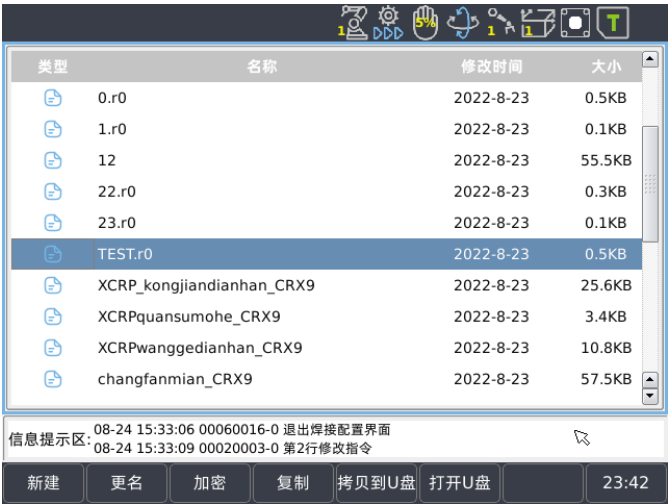 1 5% 1 1 T
类型 名称 修改时间 大小
0.r0 2022-8-23 0.5KB
1.r0 2022-8-23 0.1KB
12 2022-8-23 55.5KB
22.r0 2022-8-23 0.3KB
23.r0 2022-8-23 0.1KB
TEST.r0 2022-8-23 0.5KB
XCRP_kongjiandianhan_CRX9 2022-8-23 25.6KB
XCRPquansumohe_CRX9 2022-8-23 3.4KB
XCRPwanggedianhan_CRX9 2022-8-23 10.8KB
changfanmian_CRX9 2022-8-23 57.5KB
信息提示区:
08-24 15:33:06 00060016-0 退出焊接配置界面
08-24 15:33:09 00020003-0 第2行修改指令
新建 更名 加密 复制 拷贝到U盘 打开U盘 23:42